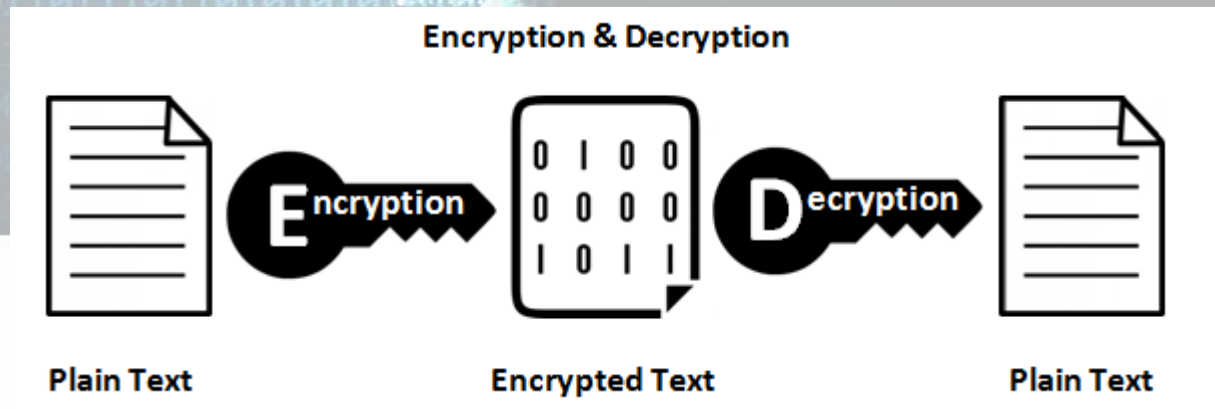 Encryption & Decryption
Encryption
0 1 0 0
0 0 0 0
1 0 1 1
Decryption
Plain Text
Encrypted Text
Plain Text